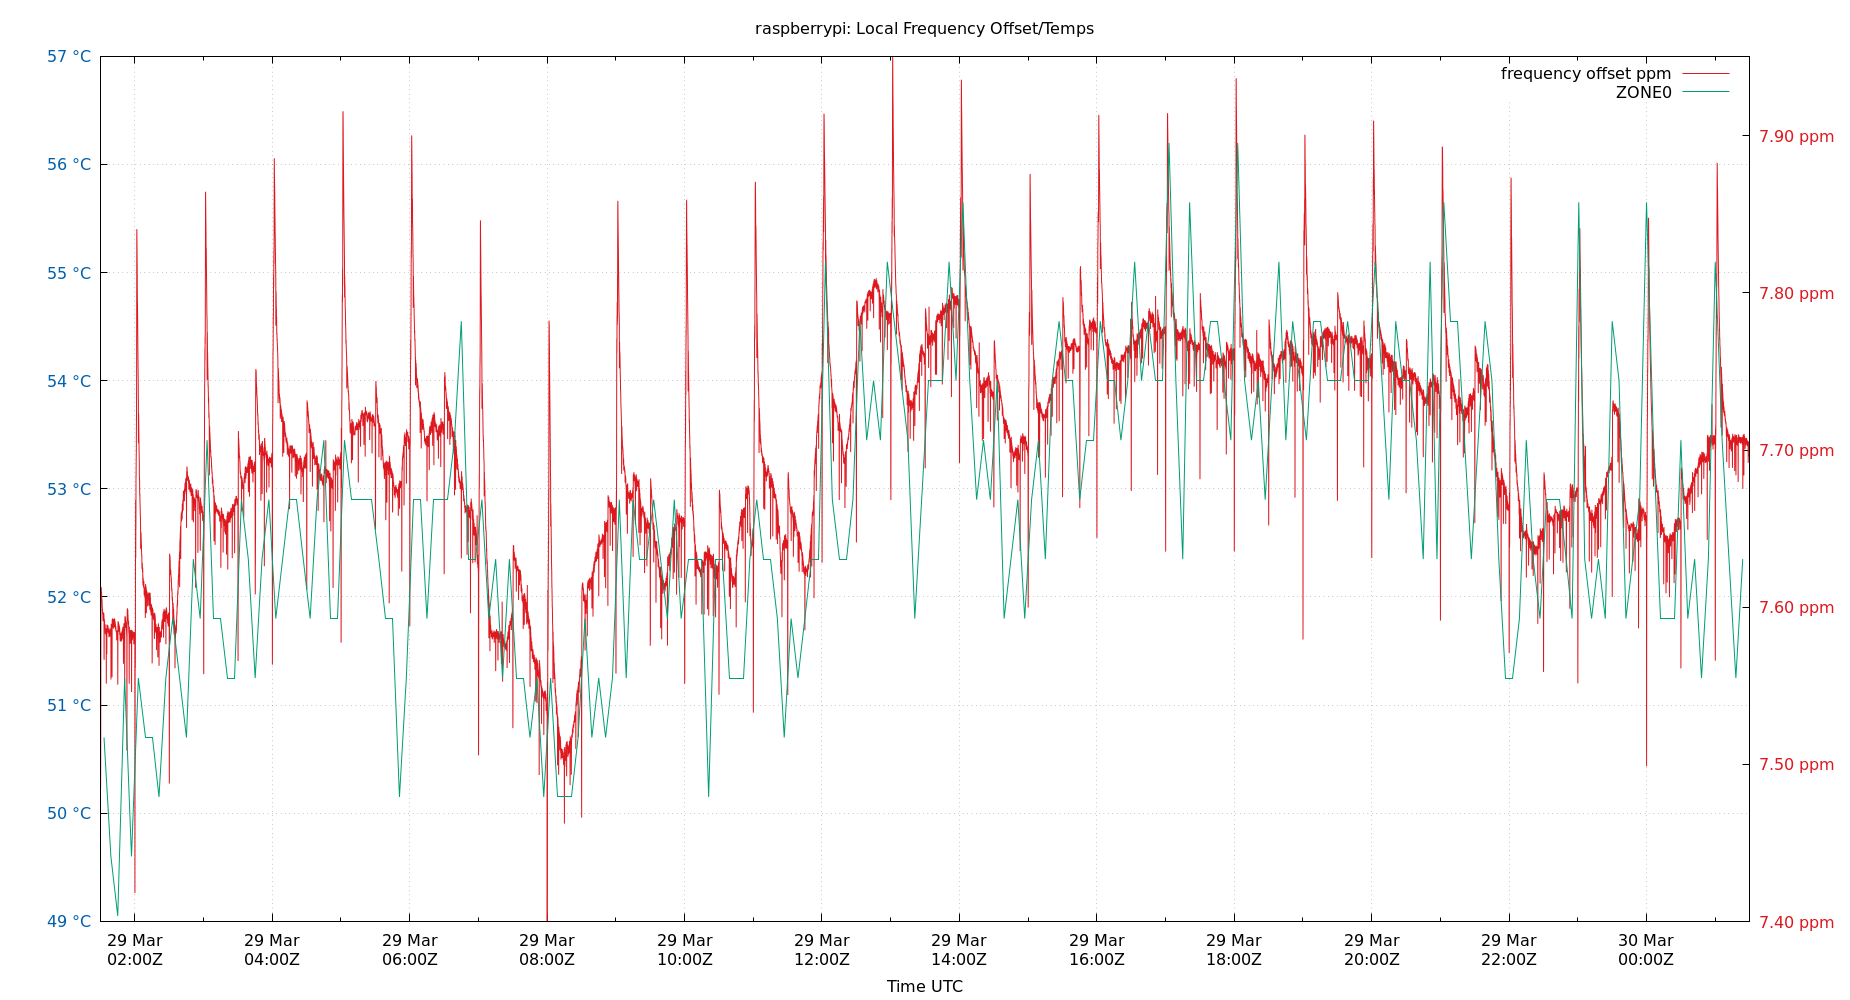 raspberrypi: Local Frequency Offset/Temps
57 °C
56 °C
55 °C
54 °C
53 °C
52 °C
51 °C
50 °C
49 °C
frequency offset ppm
ZONE0
7.90 ppm
7.80 ppm
7.70 ppm
7.60 ppm
7.50 ppm
7.40 ppm
29 Mar 29 Mar 29 Mar 29 Mar 29 Mar 29 Mar 29 Mar 29 Mar 29 Mar 29 Mar 29 Mar 30 Mar
02:00Z 04:00Z 06:00Z 08:00Z 10:00Z 12:00Z 14:00Z 16:00Z 18:00Z 20:00Z 22:00Z 00:00Z
Time UTC